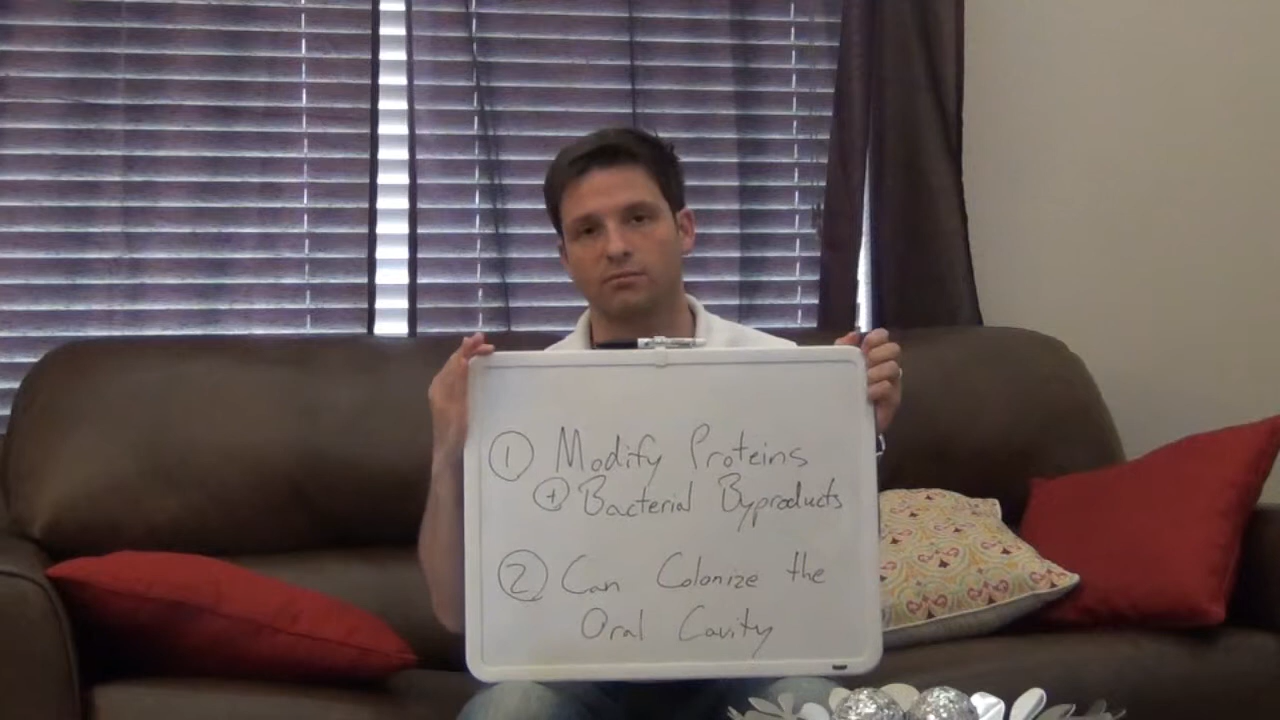 ① Modify Proteins
⊕ Bacterial Byproducts
② Can Colonize the
Oral Cavity